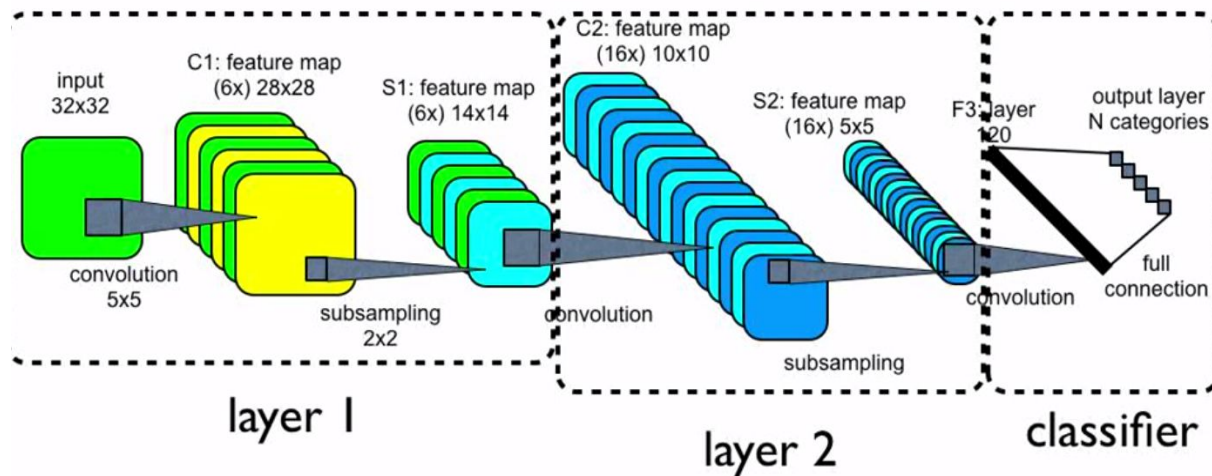 input
32x32
C1: feature map
(6x) 28x28
S1: feature map
(6x) 14x14
C2: feature map
(16x) 10x10
S2: feature map
(16x) 5x5
F3: layer
120
output layer
N categories
convolution
5x5
subsampling
2x2
convolution
subsampling
convolution
full
connection
layer 1
layer 2
classifier